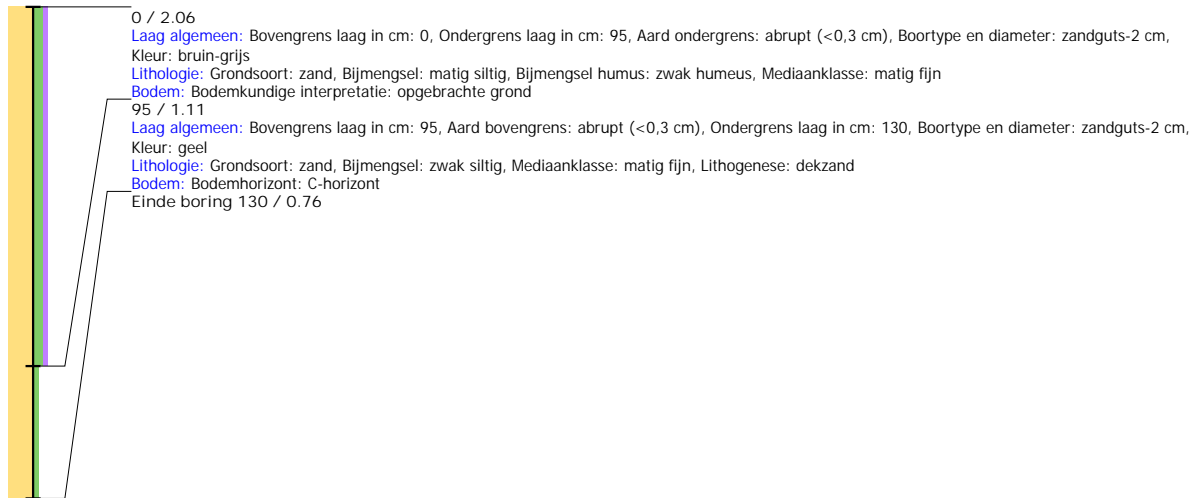 0 / 2.06
Laag algemeen: Bovengrens laag in cm: 0, Ondergrens laag in cm: 95, Aard ondergrens: abrupt (<0,3 cm), Boortype en diameter: zandguts-2 cm,
Kleur: bruin-grijs
Lithologie: Grondsoort: zand, Bijmengsel: matig siltig, Bijmengsel humus: zwak humeus, Mediaanklasse: matig fijn
Bodem: Bodemkundige interpretatie: opgebrachte grond
95 / 1.11
Laag algemeen: Bovengrens laag in cm: 95, Aard bovengrens: abrupt (<0,3 cm), Ondergrens laag in cm: 130, Boortype en diameter: zandguts-2 cm,
Kleur: geel
Lithologie: Grondsoort: zand, Bijmengsel: zwak siltig, Mediaanklasse: matig fijn, Lithogenese: dekzand
Bodem: Bodemhorizont: C-horizont
Einde boring 130 / 0.76